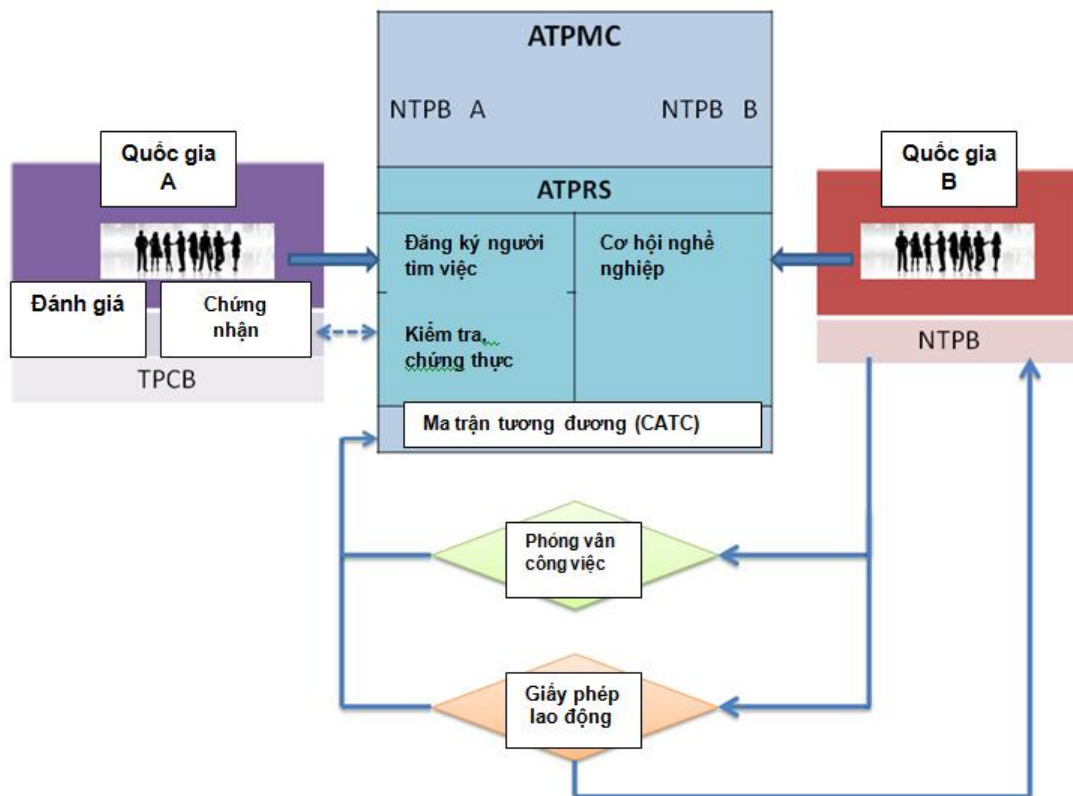 ATPMC
NTPB A
NTPB B
Quốc gia
A
Quốc gia
B
ATPRS
Đăng ký người
tìm việc
Cơ hội nghề
nghiệp
Đánh giá
Chứng
nhận
Kiểm tra,
chứng thực
TPCB
NTPB
Ma trận tương đương (CATC)
Phóng vân
công việc
Giấy phép
lao động